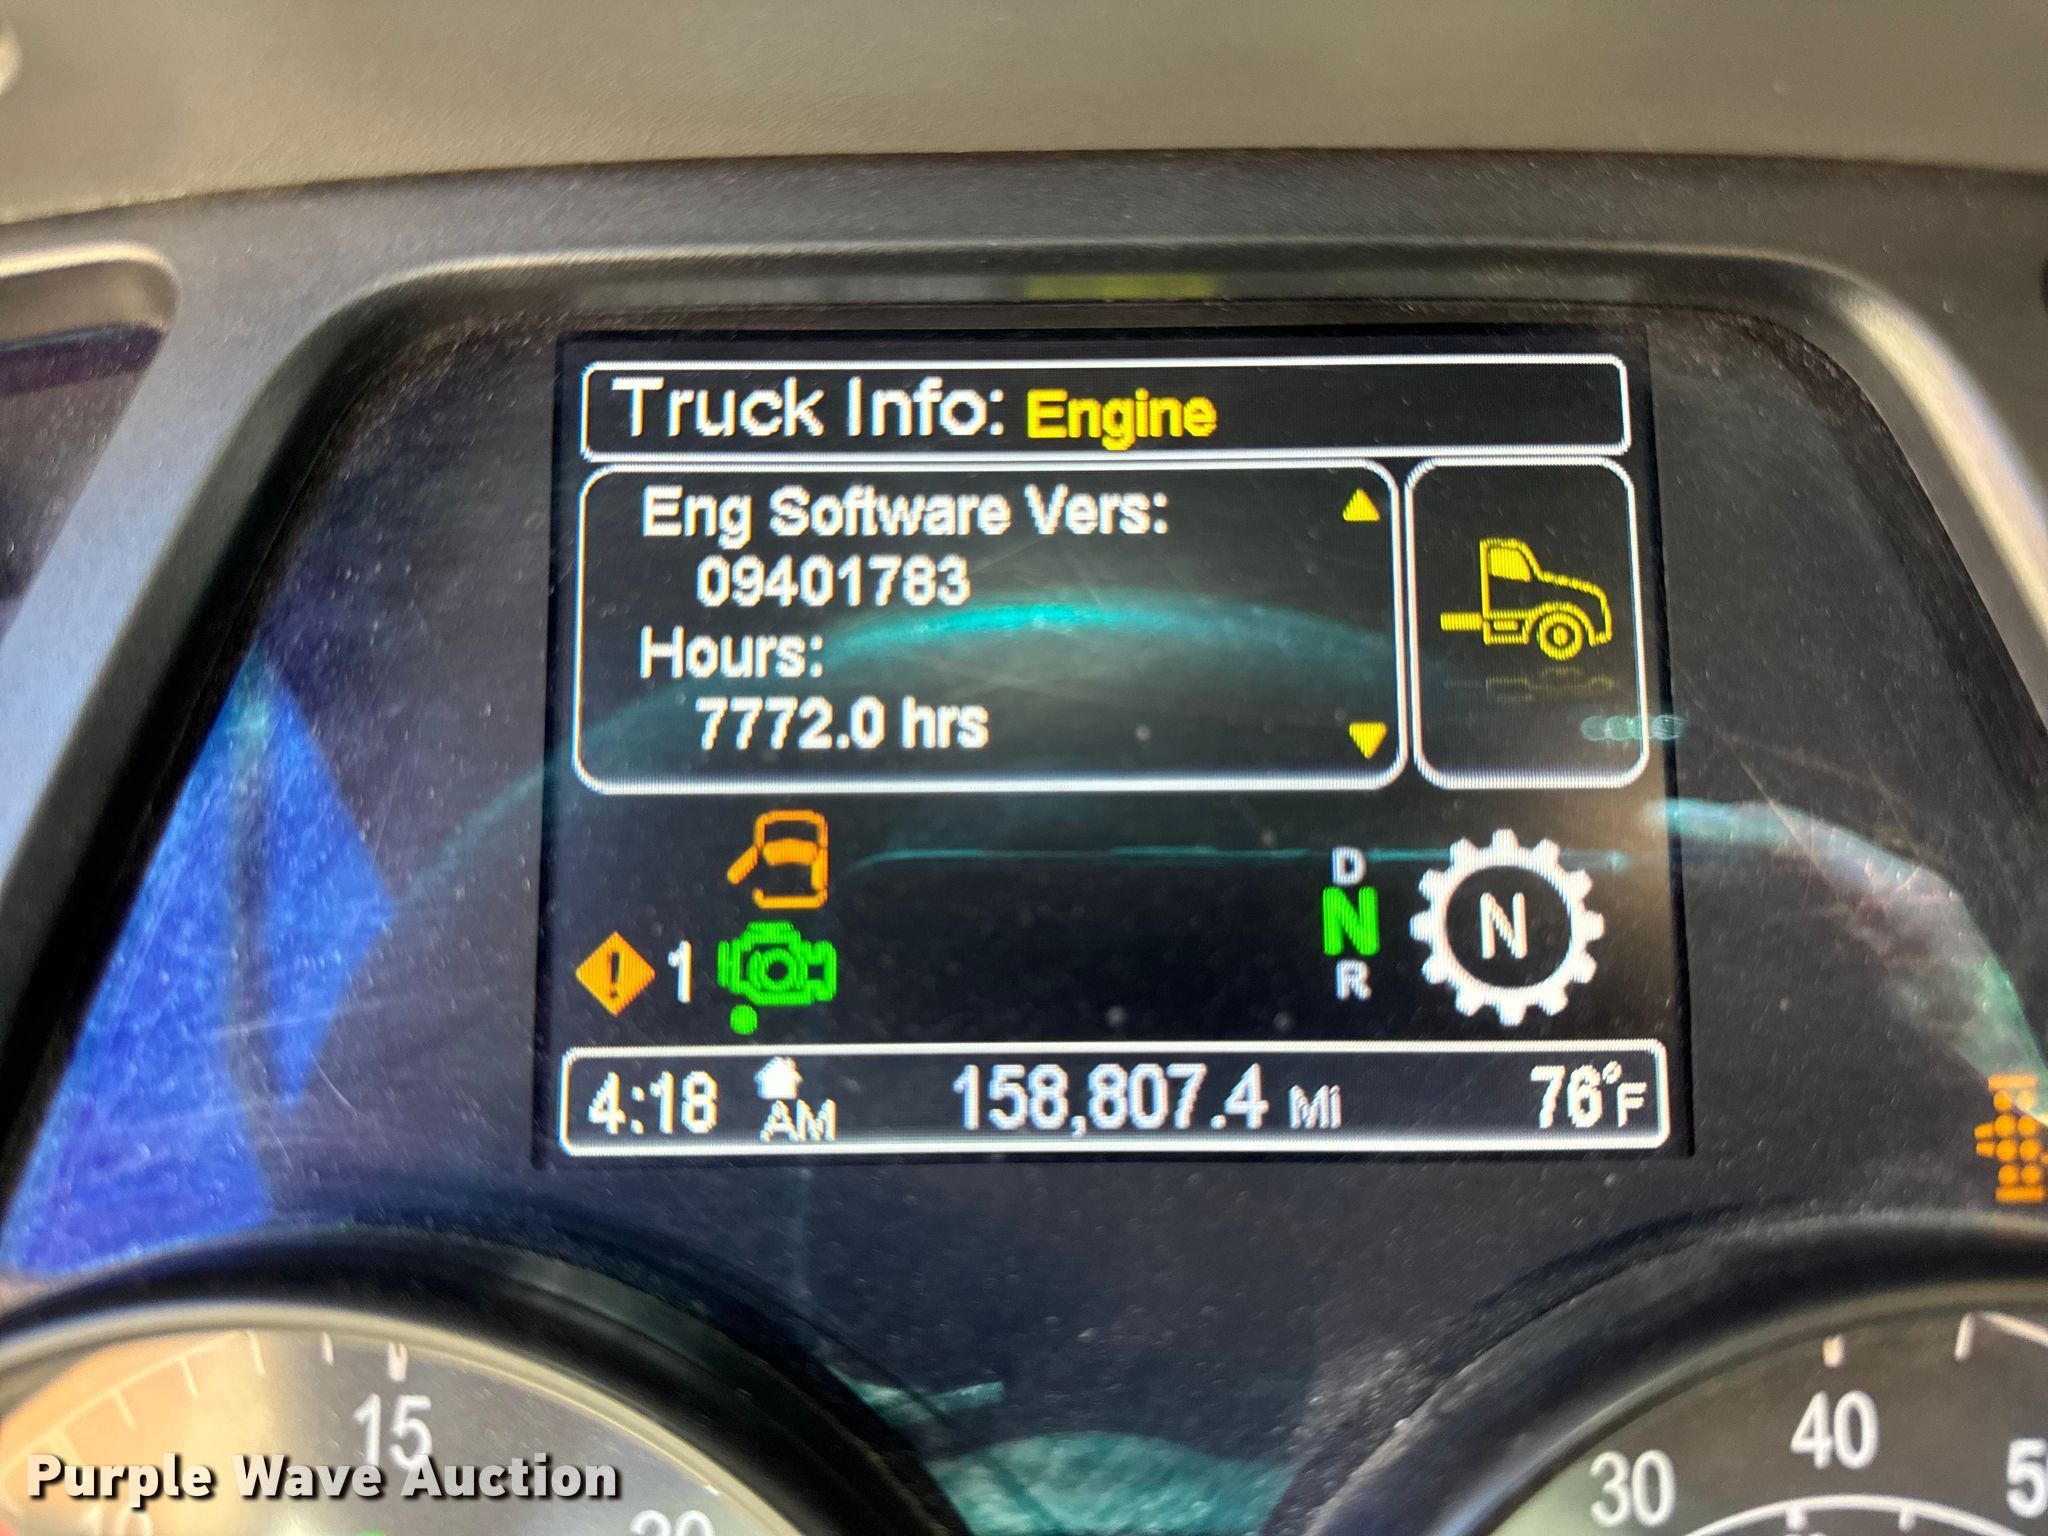 Truck Info: Engine
Eng Software Vers:
09401783
Hours:
7772.0 hrs
D
N
R
N
! 1
4:18 AM 158,807.4 Mi 76°F
15
20
30
40
Purple Wave Auction